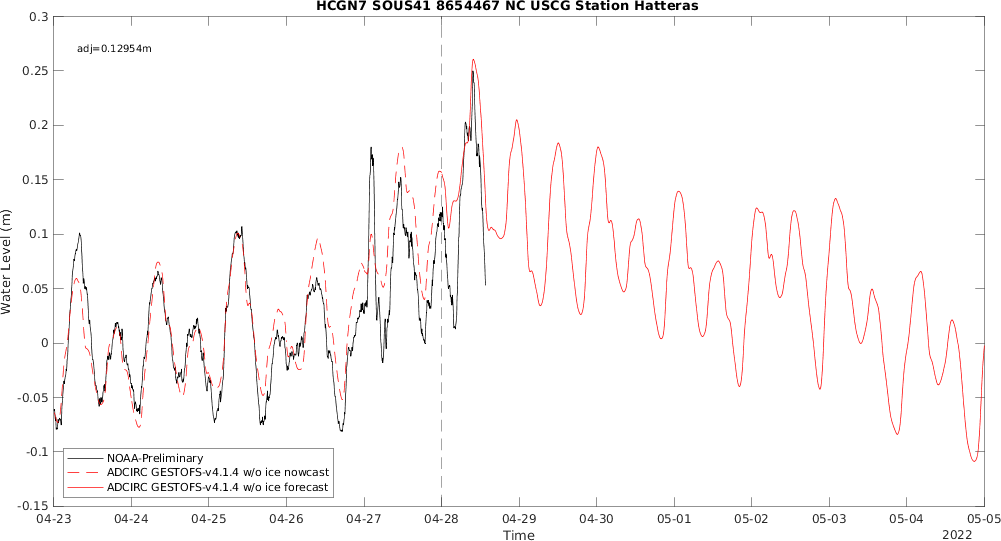 HCGN7 SOUS41 8654467 NC USCG Station Hatteras
adj=0.12954m
Water Level (m)
0.3
0.25
0.2
0.15
0.1
0.05
0
-0.05
-0.1
-0.15
NOAA-Preliminary
ADCIRC GESTOFS-v4.1.4 w/o ice nowcast
ADCIRC GESTOFS-v4.1.4 w/o ice forecast
04-23 04-24 04-25 04-26 04-27 04-28 04-29 04-30 05-01 05-02 05-03 05-04 05-05
Time
2022